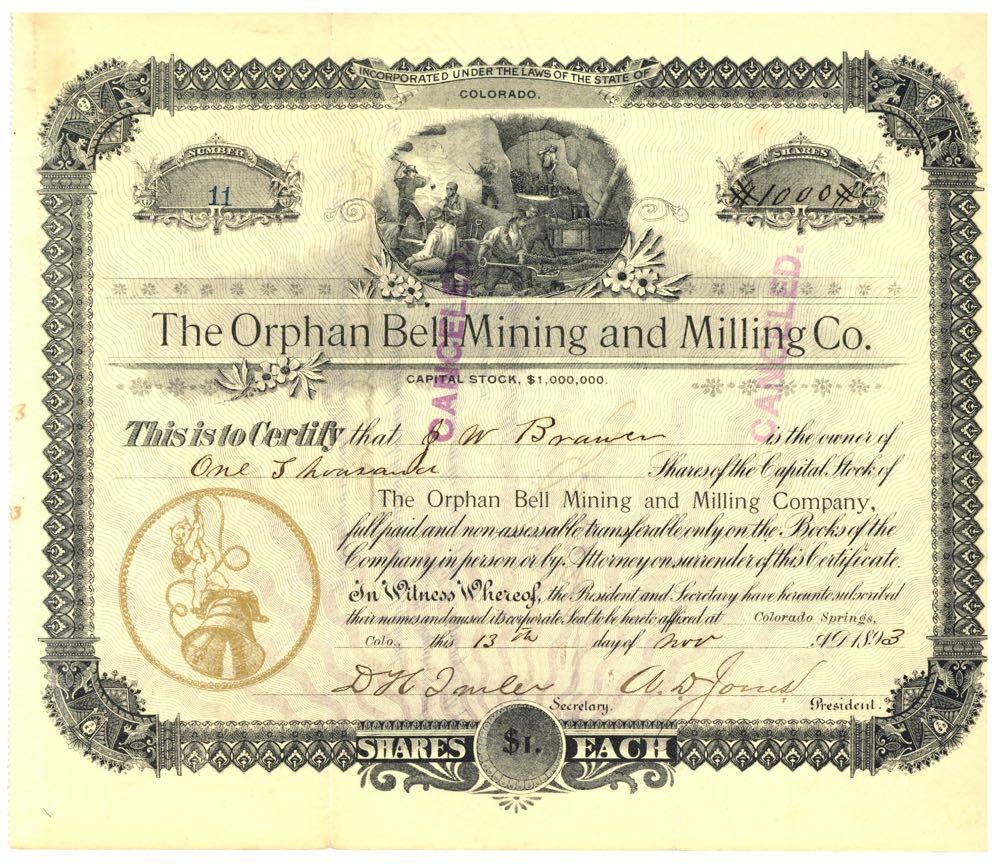 INCORPORATED UNDER THE LAWS OF THE STATE OF
COLORADO.
NUMBER
11
SHARES
#1000#
The Orphan Bell Mining and Milling Co.
CAPITAL STOCK, $1,000,000.
CANCELED.
CANCELED.
This is to Certify that J W Brawer is the owner of
One Thousand Shares of the Capital Stock of
The Orphan Bell Mining and Milling Company,
full paid and non-assessable, transferable only on the Books of the
Company in person or by Attorney on surrender of this Certificate.
In Witness Whereof, the President and Secretary have hereunto subscribed
their names and caused its corporate Seal to be hereto affixed at Colorado Springs,
Colo., this 13th day of Nov A.D. 1893
D H A D Jones
Secretary. President.
SHARES $1. EACH